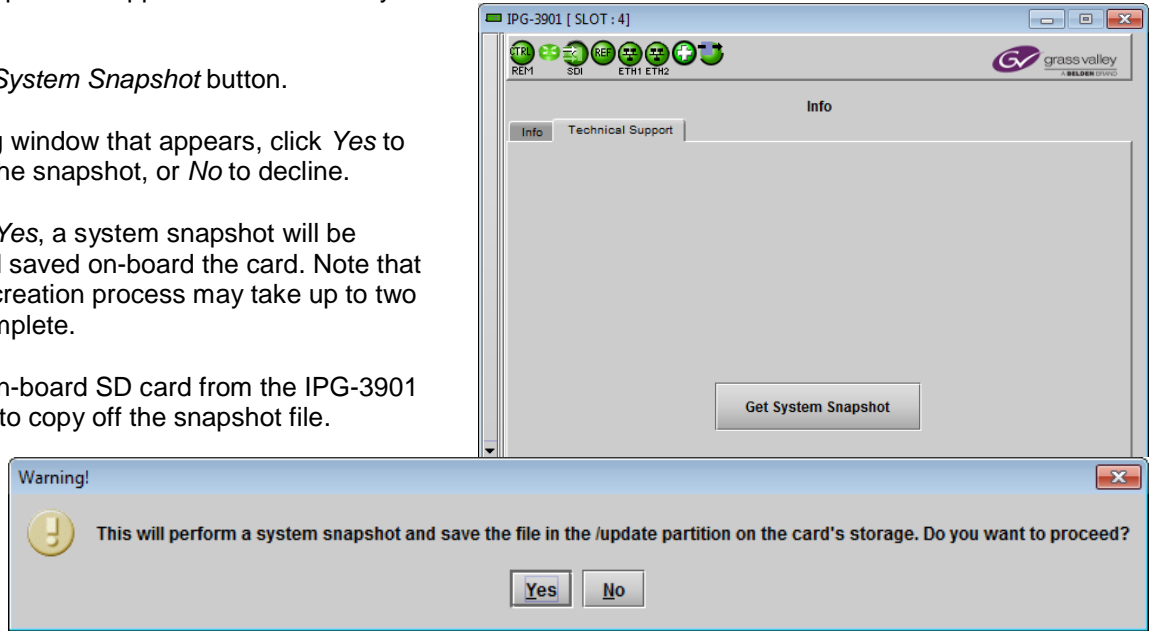 System Snapshot button.
window that appears, click Yes to
he snapshot, or No to decline.
Yes, a system snapshot will be
saved on-board the card. Note that
creation process may take up to two
mplete.
n-board SD card from the IPG-3901
to copy off the snapshot file.
IPG-3901 [ SLOT : 4]
CTRL
REF
REM
SDI
ETH1 ETH2
GV
grass valley
A BELDEN BRAND
Info
Info
Technical Support
Get System Snapshot
Warning!
This will perform a system snapshot and save the file in the /update partition on the card's storage. Do you want to proceed?
Yes
No